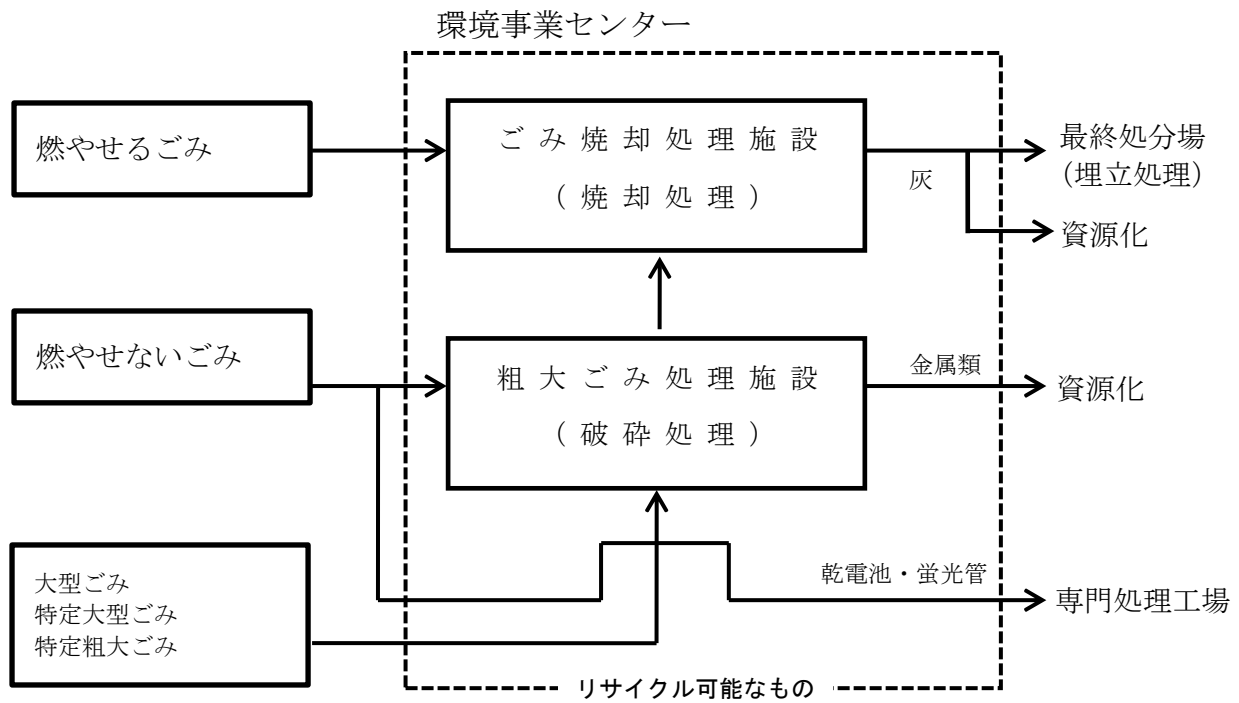 環境事業センター
燃やせるごみ
ごみ焼却処理施設
（焼却処理）
灰
最終処分場
（埋立処理）
資源化
燃やせないごみ
粗大ごみ処理施設
（破砕処理）
金属類
資源化
大型ごみ
特定大型ごみ
特定粗大ごみ
乾電池・蛍光管
専門処理工場
リサイクル可能なもの